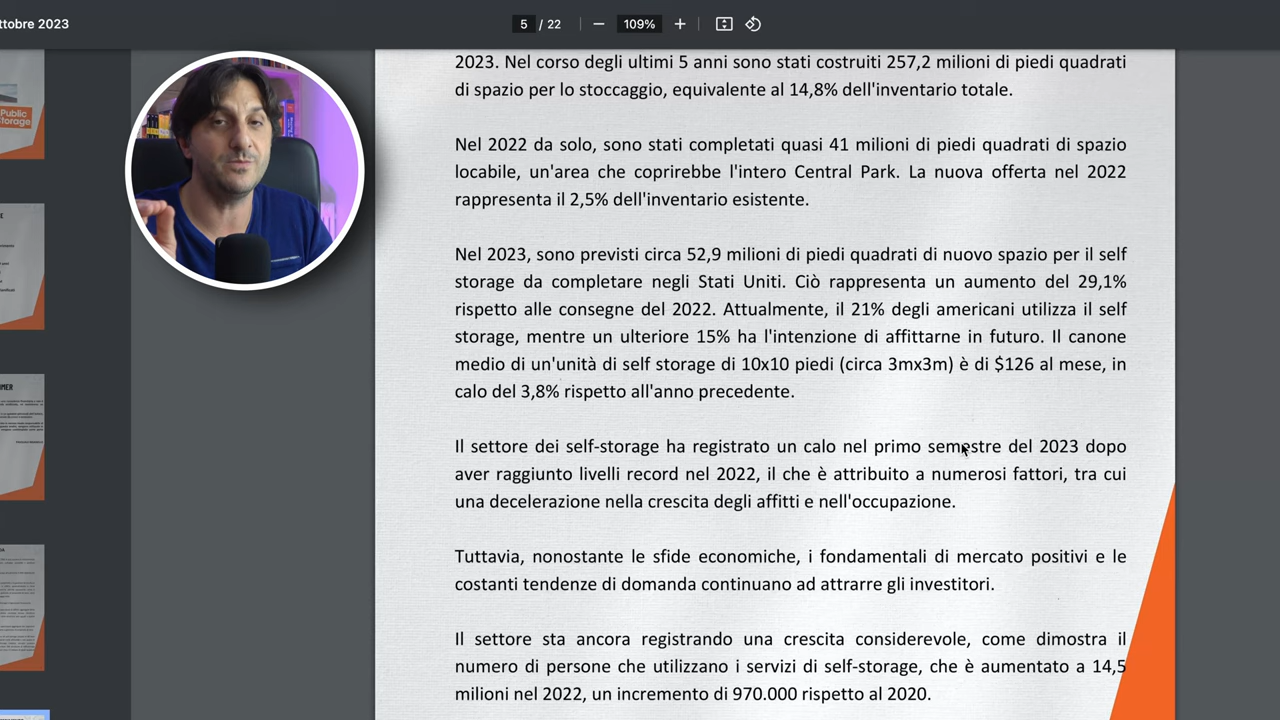 ttobre 2023
5 / 22
109%
Public
Storage
2023. Nel corso degli ultimi 5 anni sono stati costruiti 257,2 milioni di piedi quadrati
di spazio per lo stoccaggio, equivalente al 14,8% dell'inventario totale.
Nel 2022 da solo, sono stati completati quasi 41 milioni di piedi quadrati di spazio
locabile, un'area che coprirebbe l'intero Central Park. La nuova offerta nel 2022
rappresenta il 2,5% dell'inventario esistente.
Nel 2023, sono previsti circa 52,9 milioni di piedi quadrati di nuovo spazio per il self
storage da completare negli Stati Uniti. Ciò rappresenta un aumento del 29,1%
rispetto alle consegne del 2022. Attualmente, il 21% degli americani utilizza il self
storage, mentre un ulteriore 15% ha l'intenzione di affittarne in futuro. Il canone
medio di un'unità di self storage di 10x10 piedi (circa 3mx3m) è di $126 al mese, in
calo del 3,8% rispetto all'anno precedente.
Il settore dei self-storage ha registrato un calo nel primo semestre del 2023 dopo
aver raggiunto livelli record nel 2022, il che è attribuito a numerosi fattori, tra cui
una decelerazione nella crescita degli affitti e nell'occupazione.
Tuttavia, nonostante le sfide economiche, i fondamentali di mercato positivi e le
costanti tendenze di domanda continuano ad attrarre gli investitori.
Il settore sta ancora registrando una crescita considerevole, come dimostra il
numero di persone che utilizzano i servizi di self-storage, che è aumentato a 14,5
milioni nel 2022, un incremento di 970.000 rispetto al 2020.